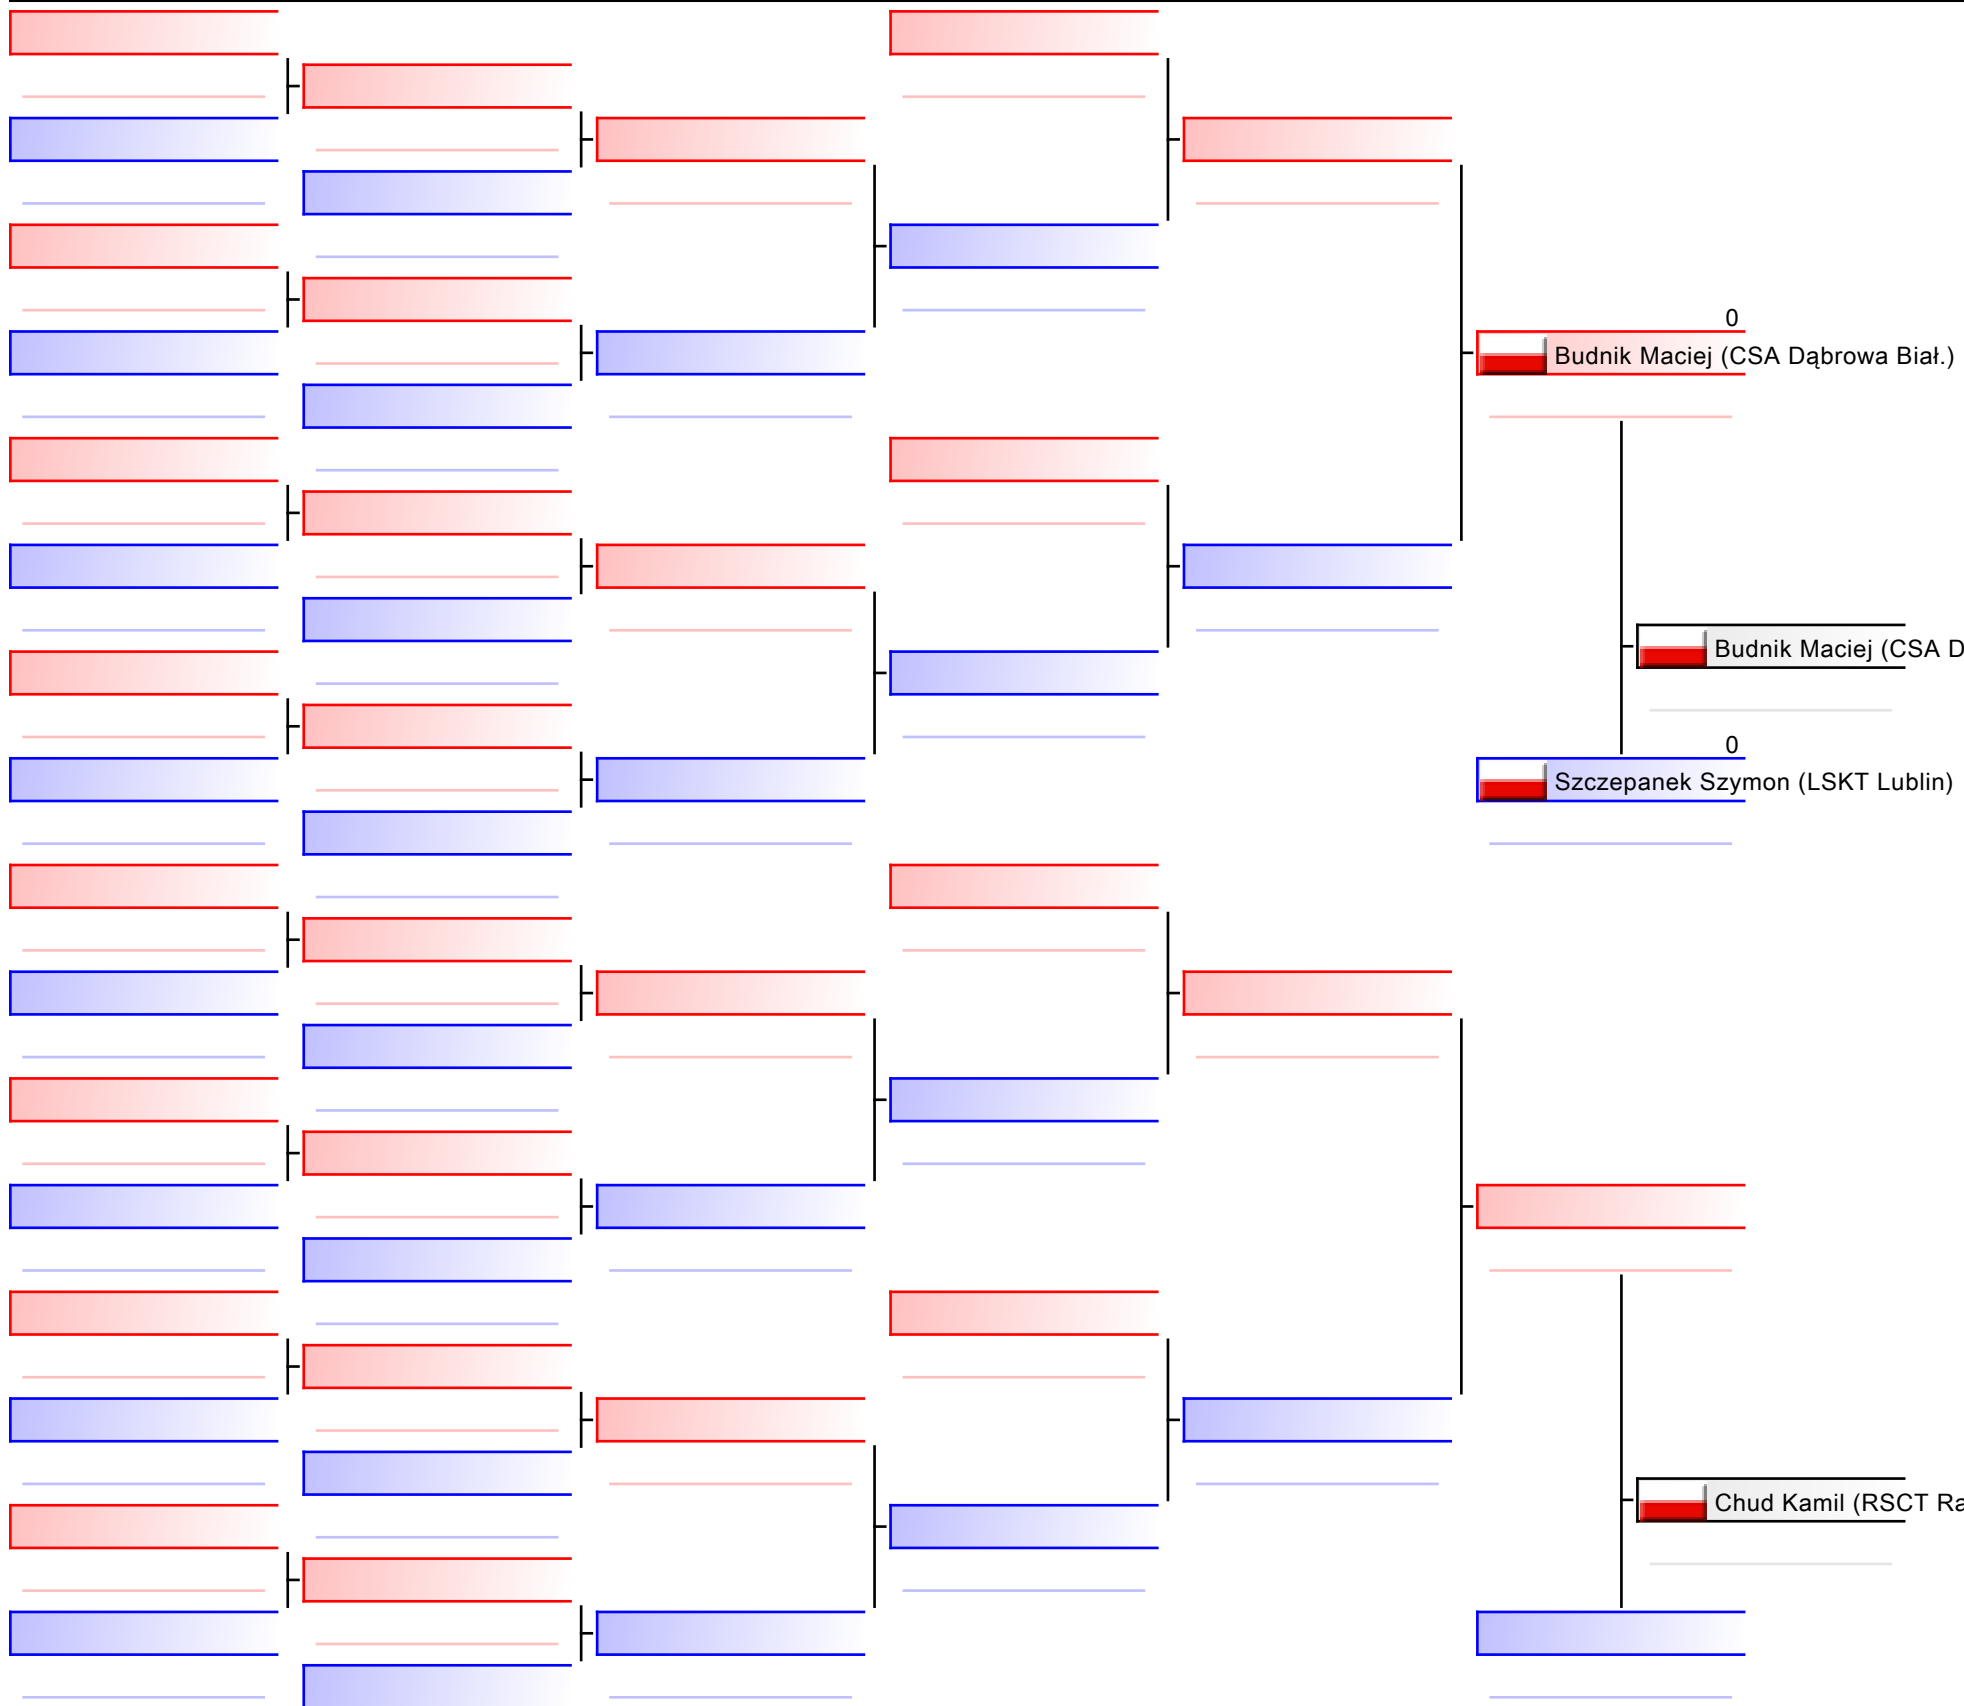 0
Budnik Maciej (CSA Dąbrowa Biał.)
Budnik Maciej (CSA D
0
Szczepanek Szymon (LSKT Lublin)
Chud Kamil (RSCT Ra